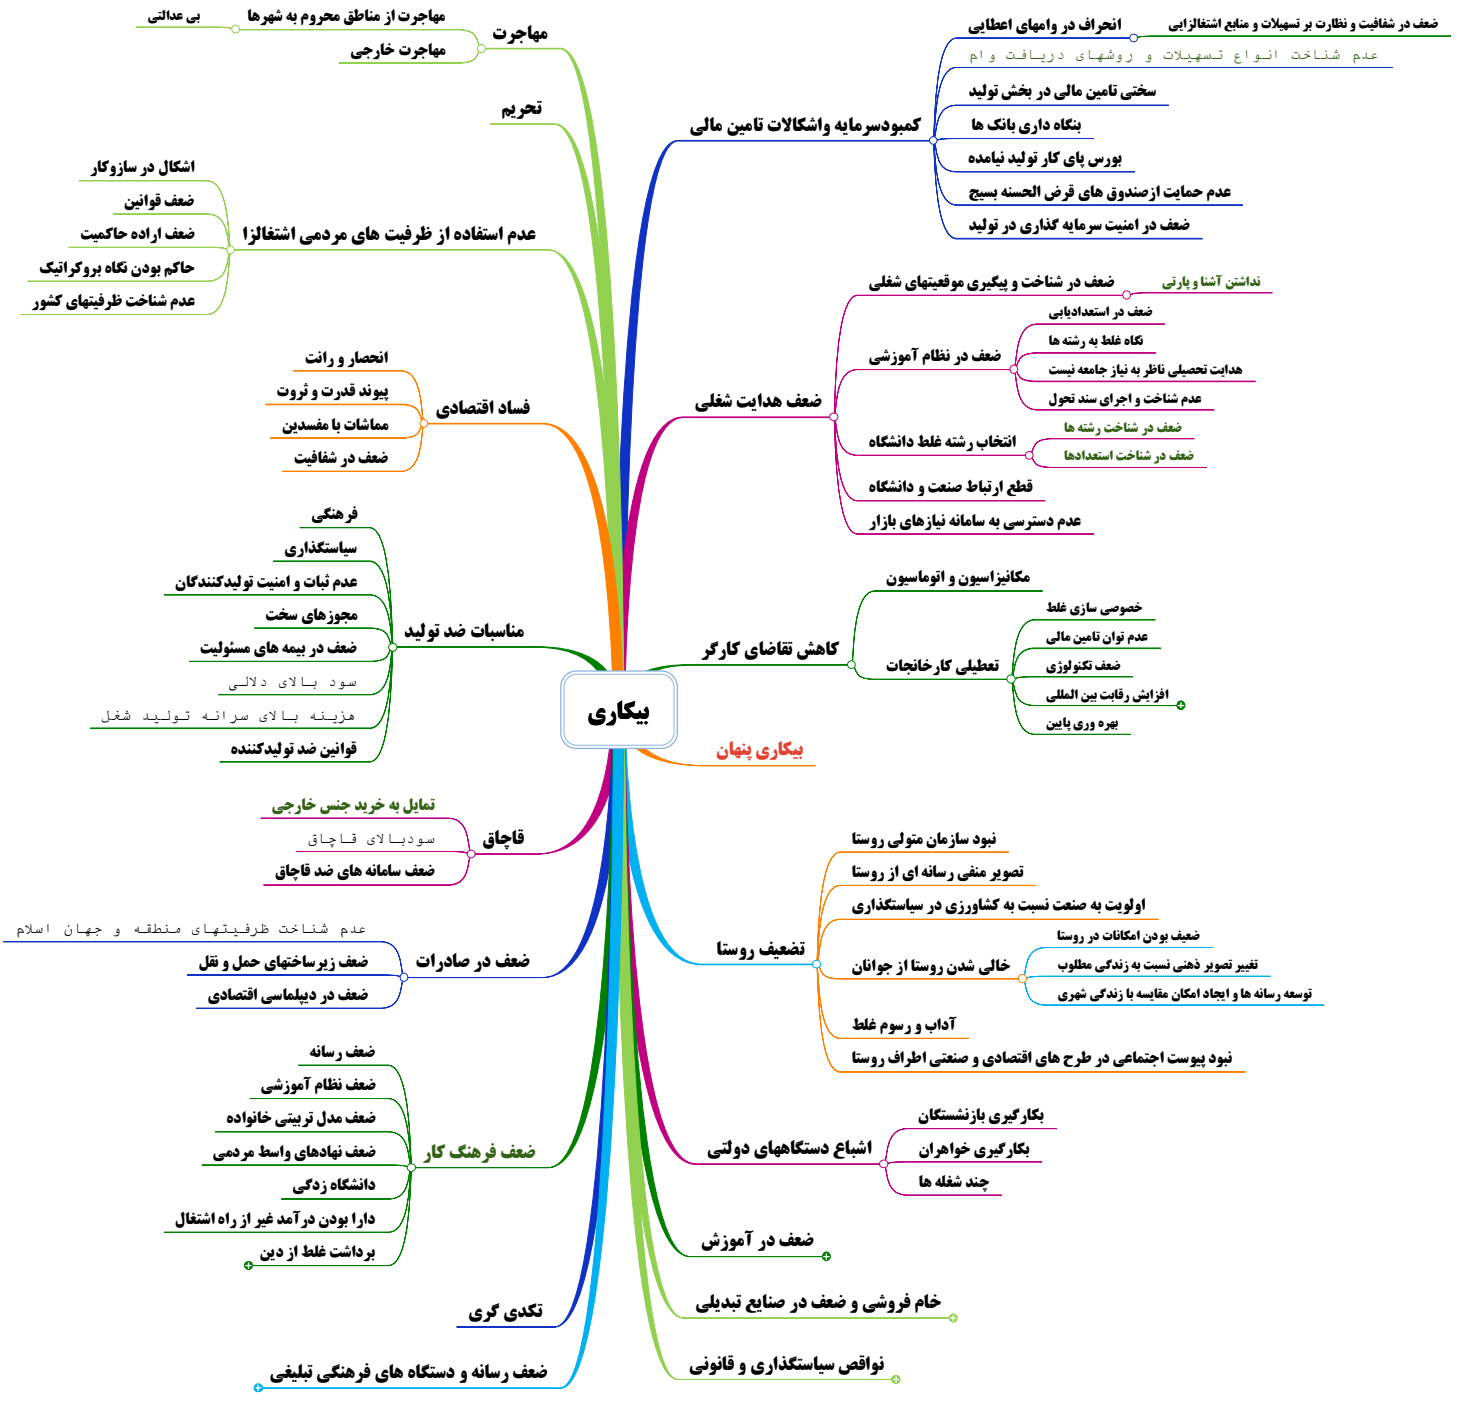 بیکاری
کمبودسرمایه واشکالات تامین مالی
انحراف در وامهای اعطایی
ضعف در شفافیت و نظارت بر تسهیلات و منابع اشتغالزایی
عدم شناخت انواع تسهیلات و روشهای دریافت وام
سختی تامین مالی در بخش تولید
بنگاه داری بانک ها
بورس پای کار تولید نیامده
عدم حمایت ازصندوق های قرض الحسنه بسیج
ضعف در امنیت سرمایه گذاری در تولید
ضعف هدایت شغلی
ضعف در شناخت و پیگیری موقعیتهای شغلی
نداشتن آشنا و پارتی
ضعف در نظام آموزشی
ضعف در استعدادیابی
نگاه غلط به رشته ها
هدایت تحصیلی ناظر به نیاز جامعه نیست
عدم شناخت و اجرای سند تحول
انتخاب رشته غلط دانشگاه
ضعف در شناخت رشته ها
ضعف در شناخت استعدادها
قطع ارتباط صنعت و دانشگاه
عدم دسترسی به سامانه نیازهای بازار
کاهش تقاضای کارگر
مکانیزاسیون و اتوماسیون
تعطیلی کارخانجات
خصوصی سازی غلط
عدم توان تامین مالی
ضعف تکنولوژی
افزایش رقابت بین المللی
بهره وری پایین
بیکاری پنهان
تضعیف روستا
نبود سازمان متولی روستا
تصویر منفی رسانه ای از روستا
اولویت به صنعت نسبت به کشاورزی در سیاستگذاری
خالی شدن روستا از جوانان
ضعیف بودن امکانات در روستا
تغییر تصویر ذهنی نسبت به زندگی مطلوب
توسعه رسانه ها و ایجاد امکان مقایسه با زندگی شهری
آداب و رسوم غلط
نبود پیوست اجتماعی در طرح های اقتصادی و صنعتی اطراف روستا
اشباع دستگاههای دولتی
بکارگیری بازنشستگان
بکارگیری خواهران
چند شغله ها
ضعف در آموزش
خام فروشی و ضعف در صنایع تبدیلی
نواقص سیاستگذاری و قانونی
مهاجرت
مهاجرت از مناطق محروم به شهرها
بی عدالتی
مهاجرت خارجی
تحریم
عدم استفاده از ظرفیت های مردمی اشتغالزا
اشکال در سازوکار
ضعف قوانین
ضعف اراده حاکمیت
حاکم بودن نگاه بروکراتیک
عدم شناخت ظرفیتهای کشور
فساد اقتصادی
انحصار و رانت
پیوند قدرت و ثروت
مماشات با مفسدین
ضعف در شفافیت
مناسبات ضد تولید
فرهنگی
سیاستگذاری
عدم ثبات و امنیت تولیدکنندگان
مجوزهای سخت
ضعف در بیمه های مسئولیت
سود بالای دلالی
هزینه بالای سرانه تولید شغل
قوانین ضد تولیدکننده
قاچاق
تمایل به خرید جنس خارجی
سودبالای قاچاق
ضعف سامانه های ضد قاچاق
ضعف در صادرات
عدم شناخت ظرفیتهای منطقه و جهان اسلام
ضعف زیرساختهای حمل و نقل
ضعف در دیپلماسی اقتصادی
ضعف فرهنگ کار
ضعف رسانه
ضعف نظام آموزشی
ضعف مدل تربیتی خانواده
ضعف نهادهای واسط مردمی
دانشگاه زدگی
دارا بودن درآمد غیر از راه اشتغال
برداشت غلط از دین
تکدی گری
ضعف رسانه و دستگاه های فرهنگی تبلیغی